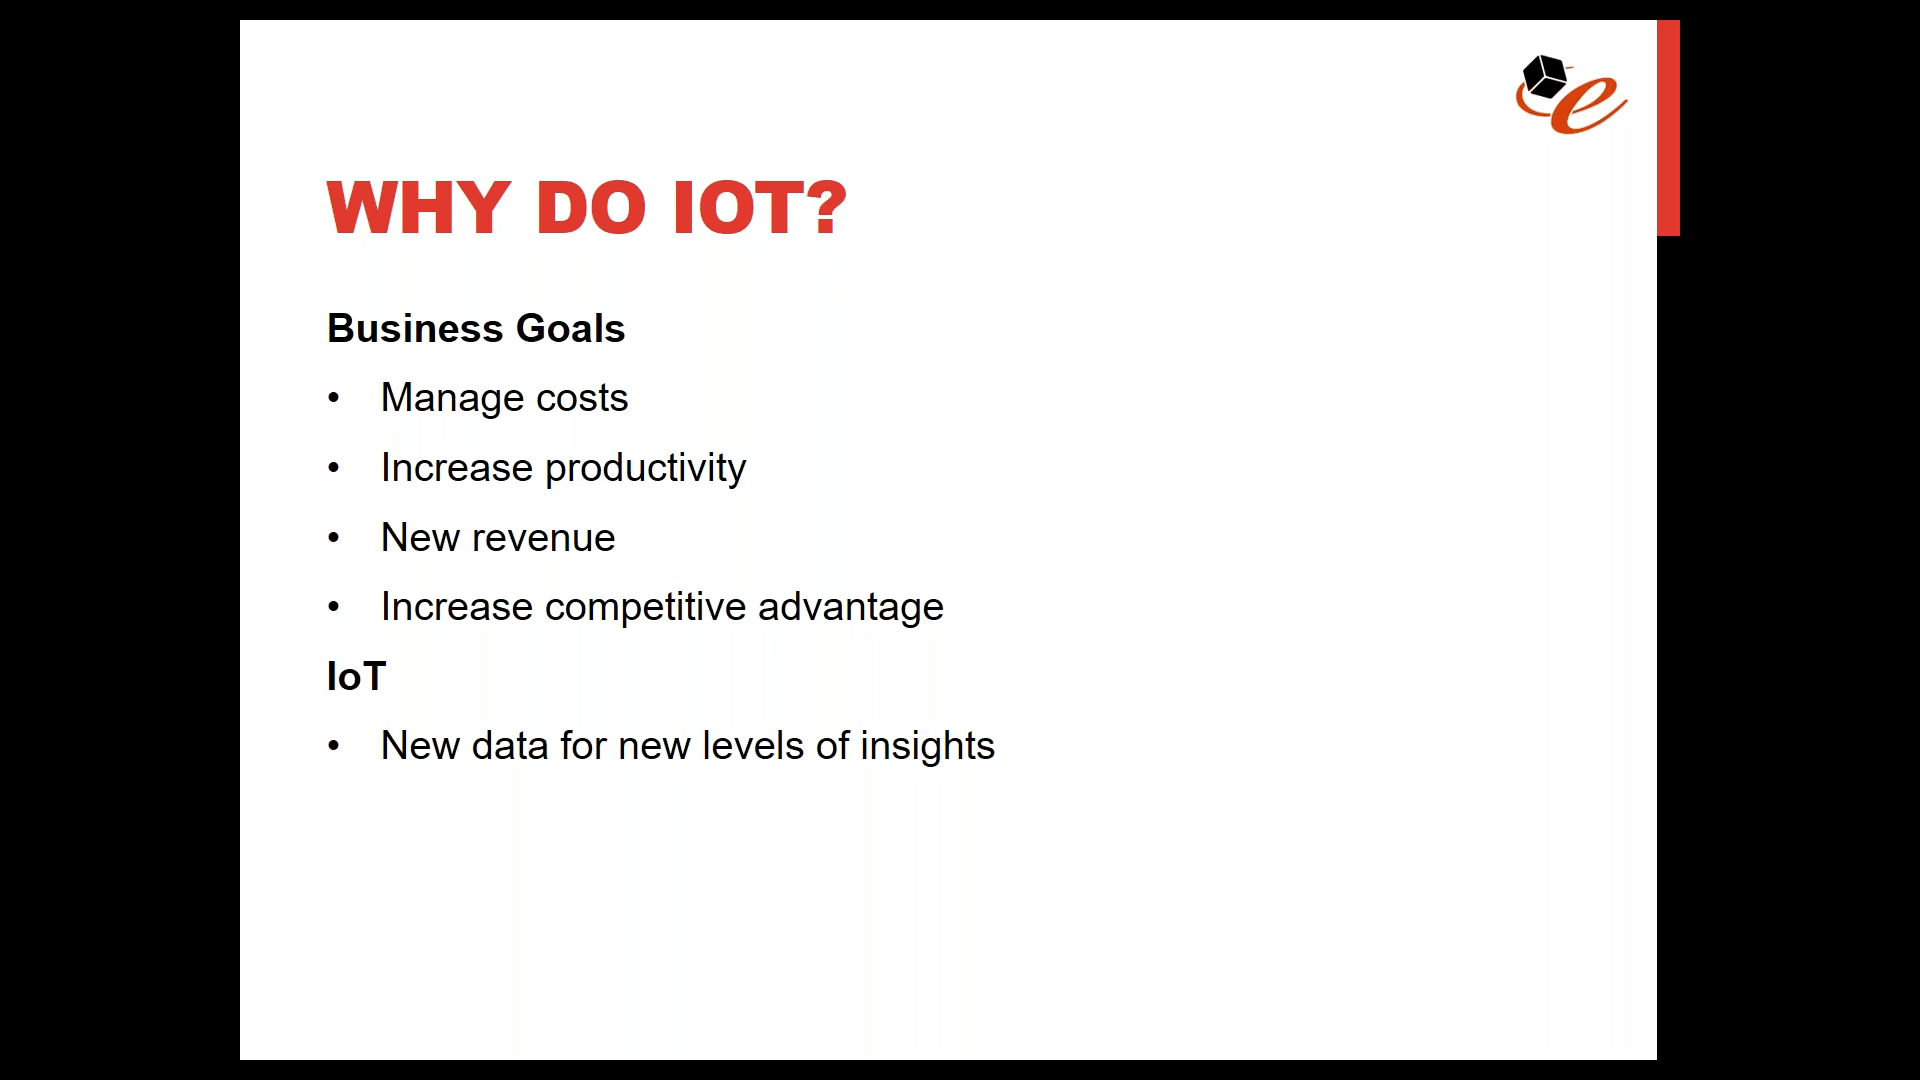 WHY DO IOT?
Business Goals
• Manage costs
• Increase productivity
• New revenue
• Increase competitive advantage
IoT
• New data for new levels of insights
e